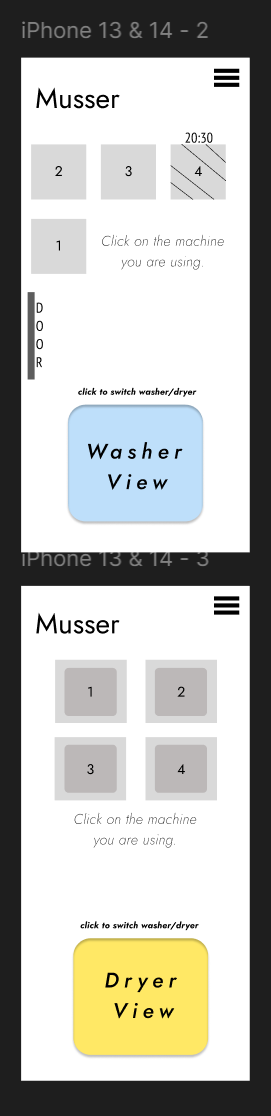 iPhone 13 & 14 - 2
Musser
20:30
2 3 4
1
Click on the machine
you are using.
D
O
O
R
click to switch washer/dryer
Washer
View
iPhone 13 & 14 - 3
Musser
1 2
3 4
Click on the machine
you are using.
click to switch washer/dryer
Dryer
View